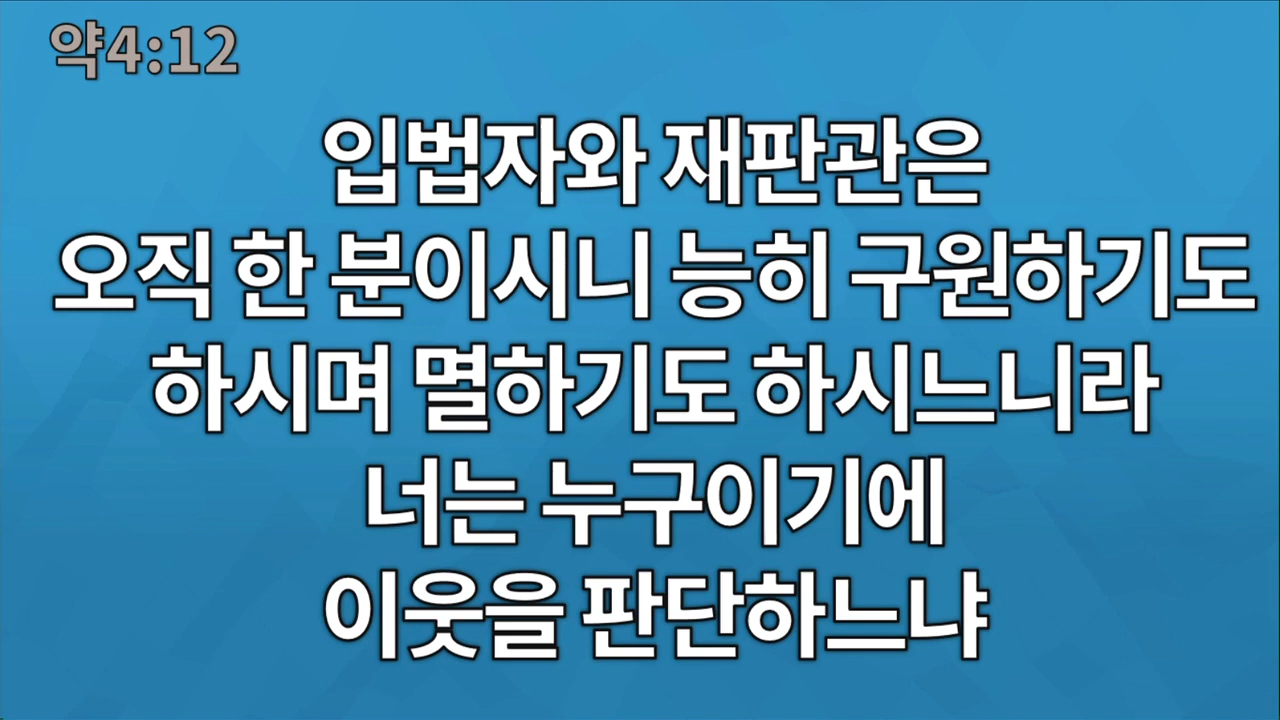 약4:12
입법자와 재판관은
오직 한 분이시니 능히 구원하기도
하시며 멸하기도 하시느니라
너는 누구이기에
이웃을 판단하느냐